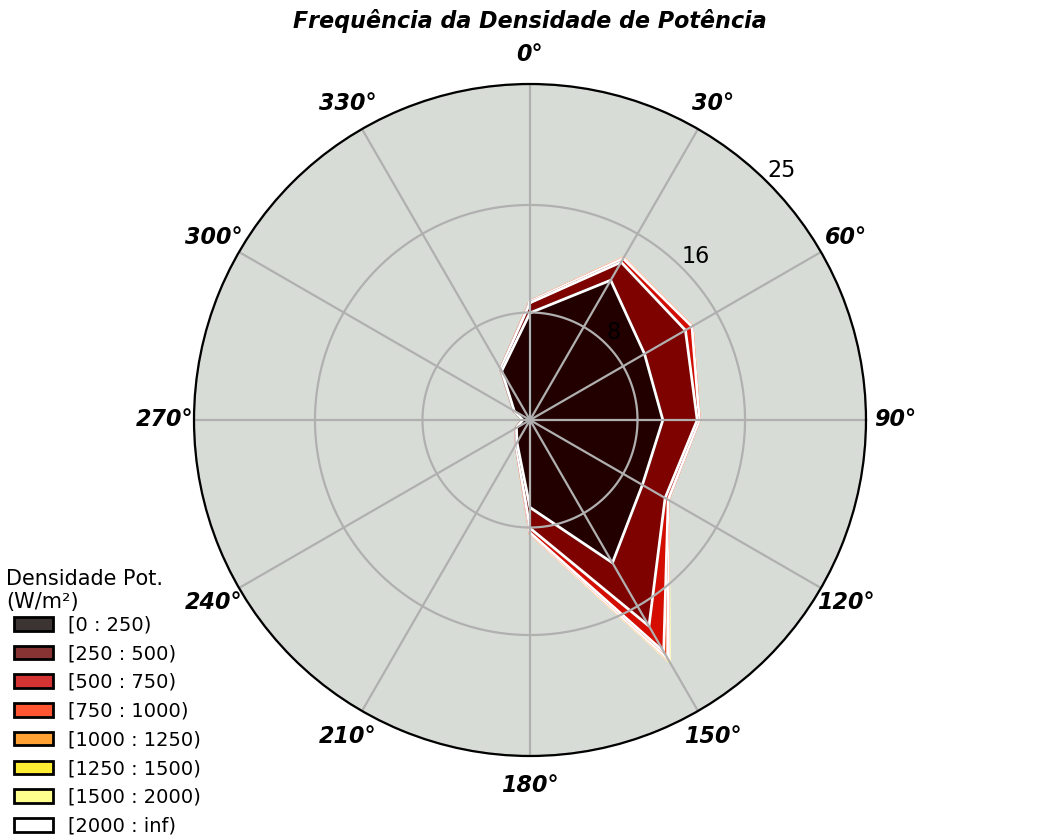 Frequência da Densidade de Potência
0°
330°
30°
25
300°
60°
16
8
270°
90°
240°
120°
210°
150°
180°
Densidade Pot.
(W/m²)
[0 : 250)
[250 : 500)
[500 : 750)
[750 : 1000)
[1000 : 1250)
[1250 : 1500)
[1500 : 2000)
[2000 : inf)